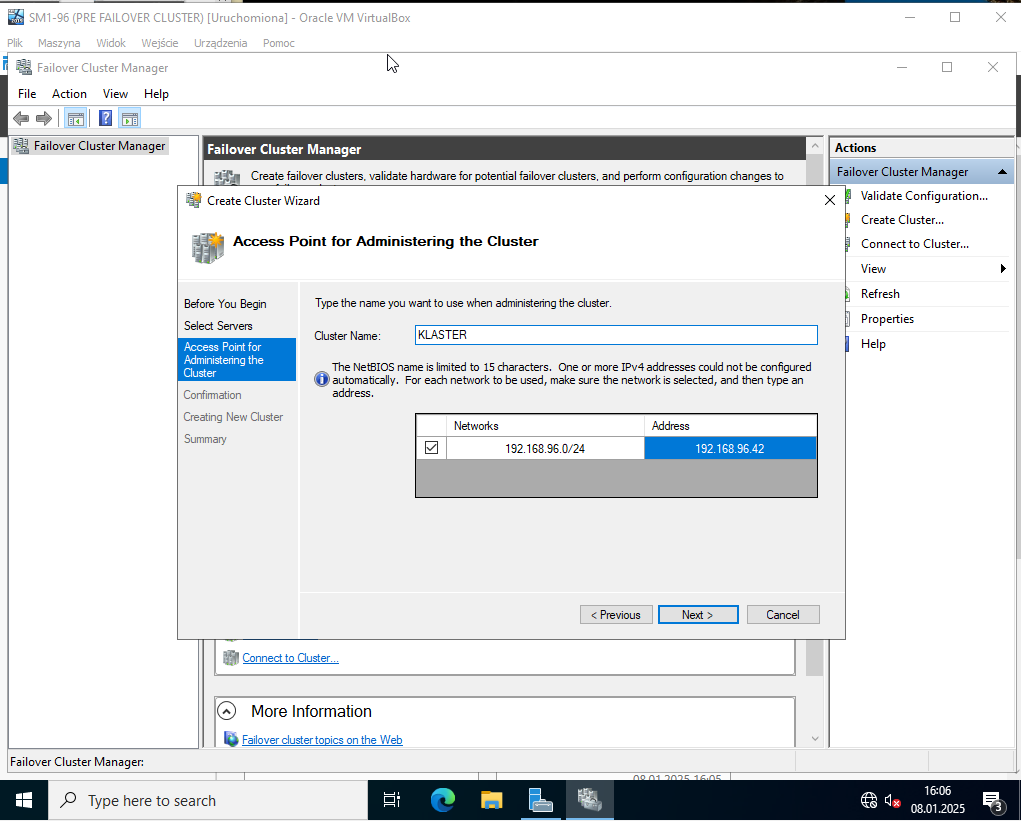 SM1-96 (PRE FAILOVER CLUSTER) [Uruchomiona] - Oracle VM VirtualBox
Plik Maszyna Widok Wejście Urządzenia Pomoc
Failover Cluster Manager
File Action View Help
Failover Cluster Manager
Failover Cluster Manager
Create failover clusters, validate hardware for potential failover clusters, and perform configuration changes to
Create Cluster Wizard
Access Point for Administering the Cluster
Before You Begin
Select Servers
Access Point for
Administering the
Cluster
Confirmation
Creating New Cluster
Summary
Type the name you want to use when administering the cluster.
Cluster Name: KLASTER
The NetBIOS name is limited to 15 characters. One or more IPv4 addresses could not be configured
automatically. For each network to be used, make sure the network is selected, and then type an
address.
Networks Address
192.168.96.0/24 192.168.96.42
< Previous Next > Cancel
Connect to Cluster...
More Information
Failover cluster topics on the Web
Actions
Failover Cluster Manager
Validate Configuration...
Create Cluster...
Connect to Cluster...
View
Refresh
Properties
Help
Failover Cluster Manager:
08.01.2025 16:05
Type here to search
16:06
08.01.2025
3